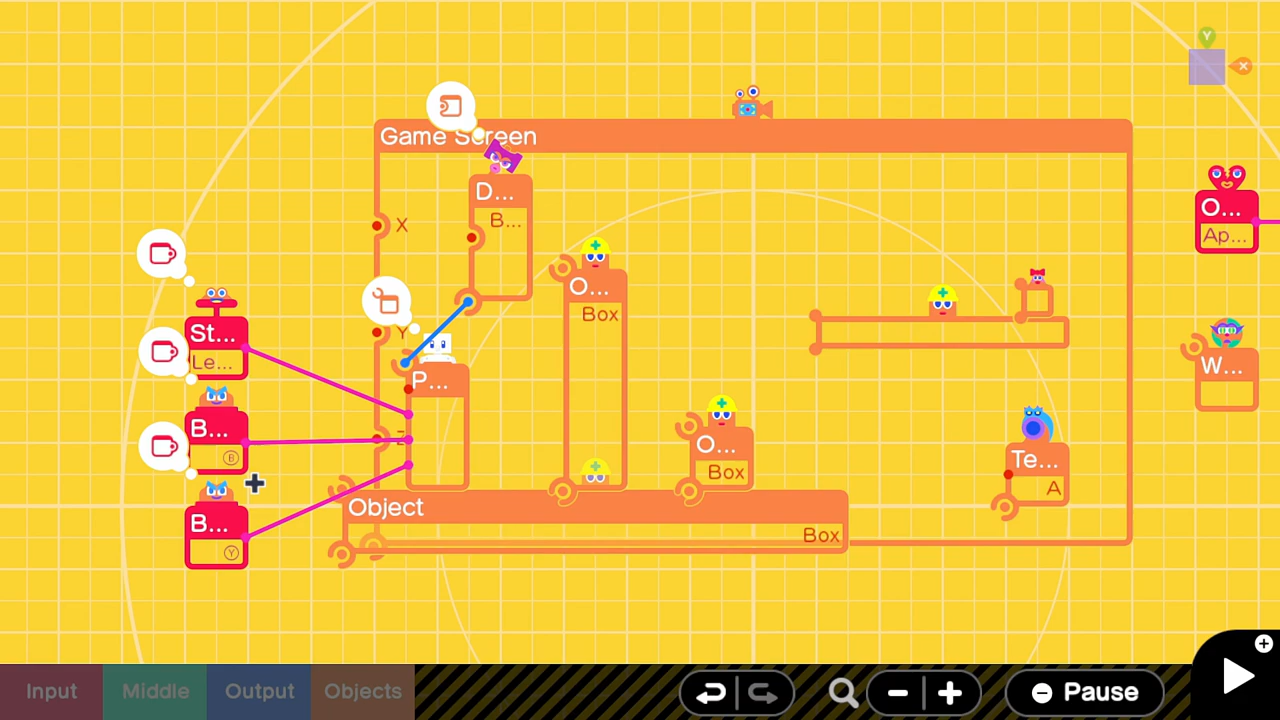 Y
X
Game Screen
D...
B...
X
O...
Box
O...
Ap...
St...
Le...
Y
P...
W...
B...
B
Z
O...
Box
Te...
A
B...
Y
Object
Box
Input
Middle
Output
Objects
Pause